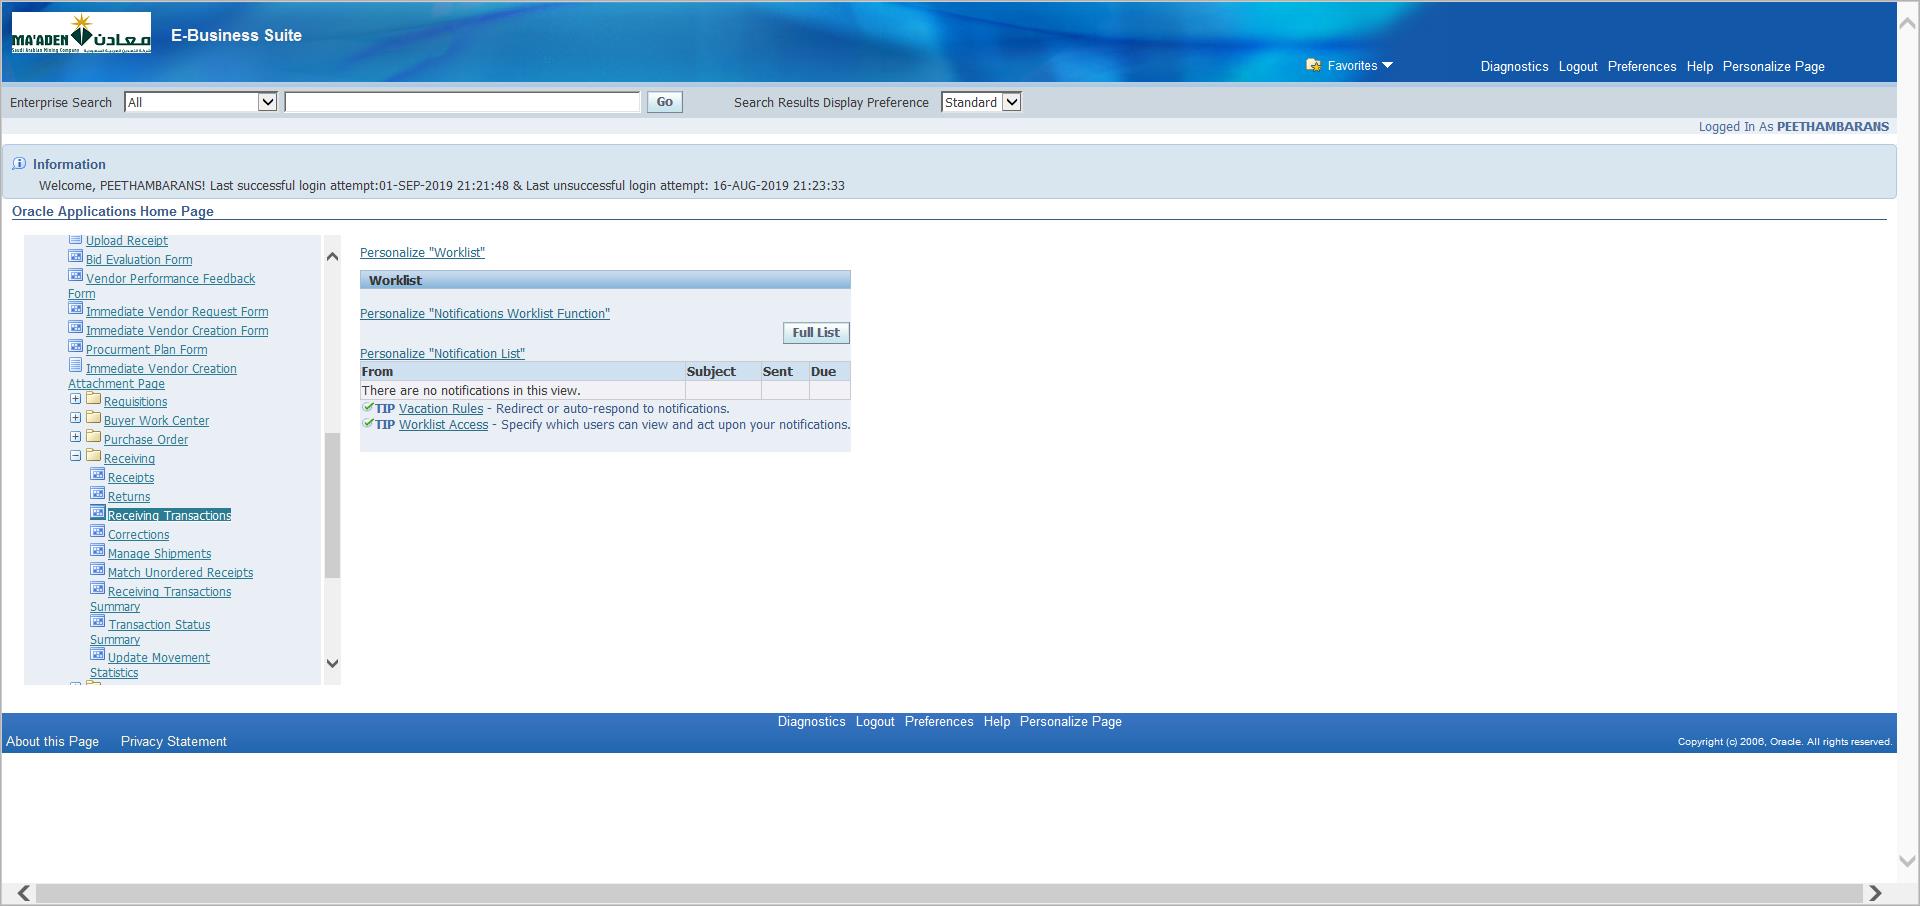 MA'ADEN معادن
Saudi Arabian Mining Company
E-Business Suite
Favorites
Diagnostics Logout Preferences Help Personalize Page
Enterprise Search All Go Search Results Display Preference Standard
Logged In As PEETHAMBARANS
Information
Welcome, PEETHAMBARANS! Last successful login attempt:01-SEP-2019 21:21:48 & Last unsuccessful login attempt: 16-AUG-2019 21:23:33
Oracle Applications Home Page
Upload Receipt
Bid Evaluation Form
Vendor Performance Feedback
Form
Immediate Vendor Request Form
Immediate Vendor Creation Form
Procurment Plan Form
Immediate Vendor Creation
Attachment Page
Requisitions
Buyer Work Center
Purchase Order
Receiving
Receipts
Returns
Receiving Transactions
Corrections
Manage Shipments
Match Unordered Receipts
Receiving Transactions
Summary
Transaction Status
Summary
Update Movement
Statistics
Personalize "Worklist"
Worklist
Personalize "Notifications Worklist Function"
Full List
Personalize "Notification List"
From Subject Sent Due
There are no notifications in this view.
TIP Vacation Rules - Redirect or auto-respond to notifications.
TIP Worklist Access - Specify which users can view and act upon your notifications.
Diagnostics Logout Preferences Help Personalize Page
About this Page Privacy Statement
Copyright (c) 2006, Oracle. All rights reserved.